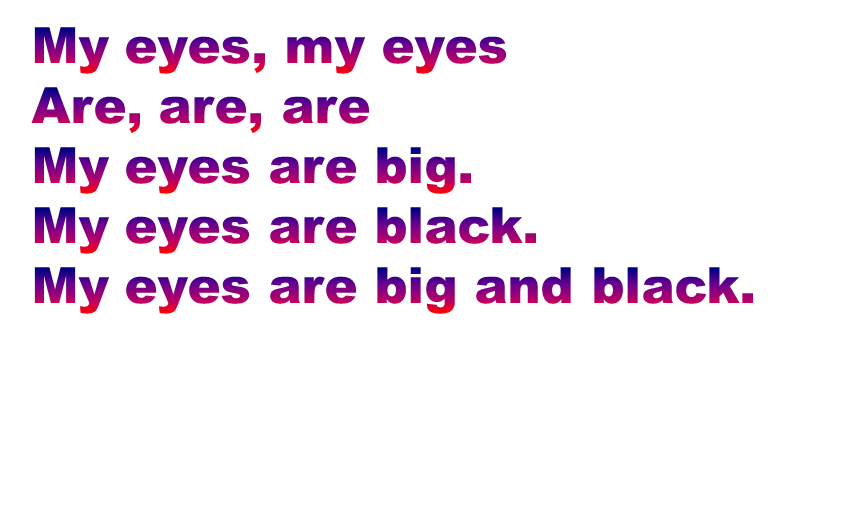 My eyes, my eyes
Are, are, are
My eyes are big.
My eyes are black.
My eyes are big and black.